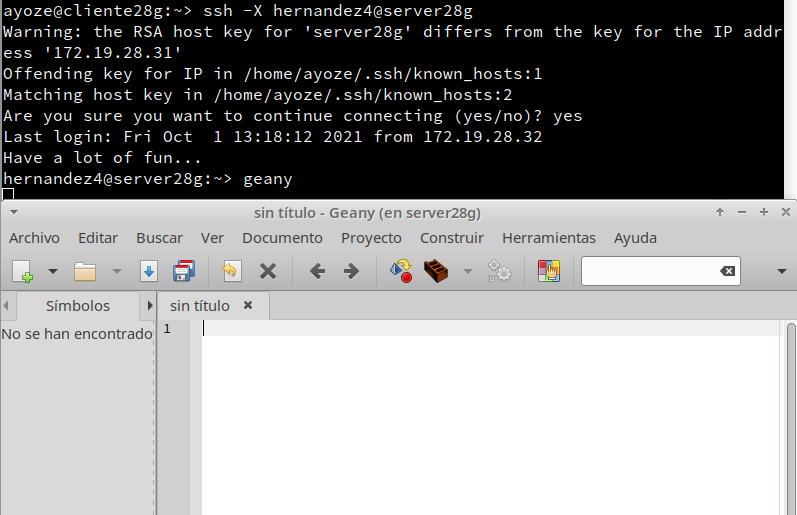 ayoze@cliente28g:~> ssh -X hernandez4@server28g
Warning: the RSA host key for 'server28g' differs from the key for the IP addr
ess '172.19.28.31'
Offending key for IP in /home/ayoze/.ssh/known_hosts:1
Matching host key in /home/ayoze/.ssh/known_hosts:2
Are you sure you want to continue connecting (yes/no)? yes
Last login: Fri Oct  1 13:18:12 2021 from 172.19.28.32
Have a lot of fun...
hernandez4@server28g:~> geany
sin título - Geany (en server28g)
Archivo Editar Buscar Ver Documento Proyecto Construir Herramientas Ayuda
Símbolos sin título
No se han encontrado 1